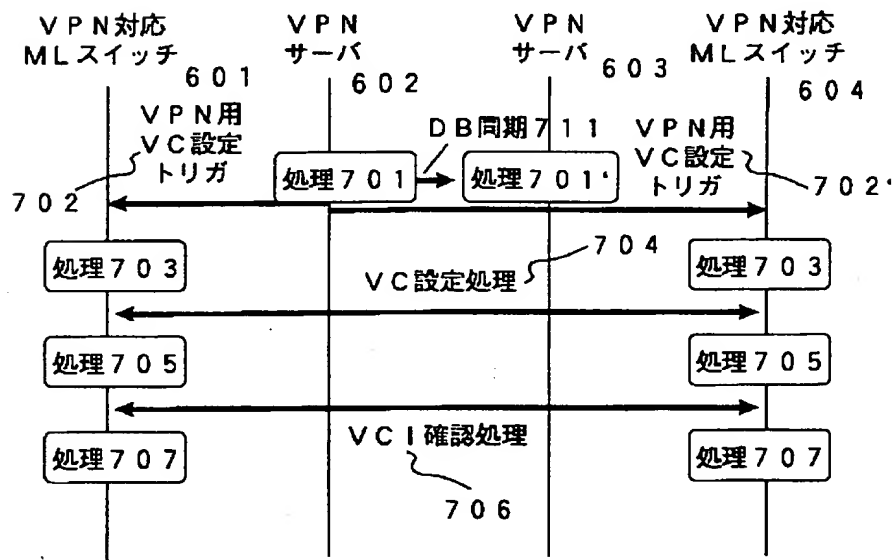 VPN対応
MLスイッチ
601
VPN
サーバ
602
VPN
サーバ
603
VPN対応
MLスイッチ
604
VPN用
VC設定
トリガ
702
DB同期711
VPN用
VC設定
トリガ
702'
処理701
処理701'
処理703
704
VC設定処理
処理703
処理705
処理705
VCI確認処理
706
処理707
処理707